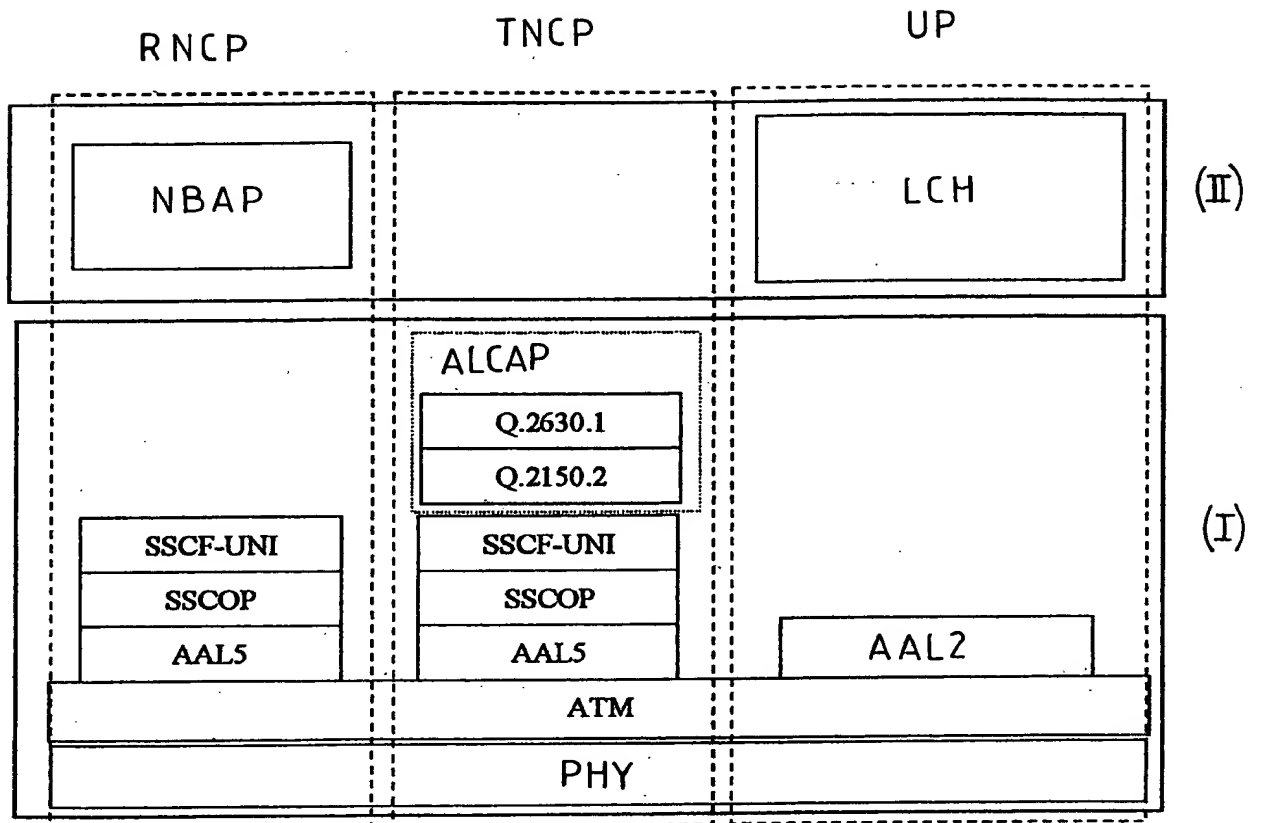 RNCP TNCP UP
NBAP LCH (II)
ALCAP
Q.2630.1
Q.2150.2
(I)
SSCF-UNI SSCF-UNI
SSCOP SSCOP
AAL5 AAL5 AAL2
ATM
PHY